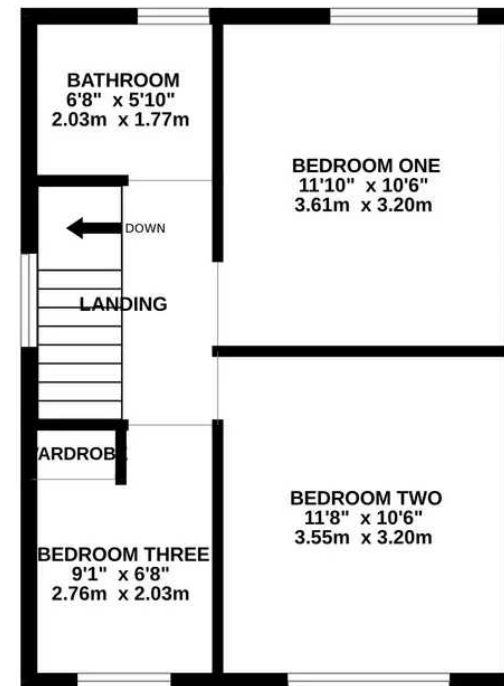 BATHROOM
6'8" x 5'10"
2.03m x 1.77m
BEDROOM ONE
11'10" x 10'6"
3.61m x 3.20m
DOWN
LANDING
WARDROBE
BEDROOM TWO
11'8" x 10'6"
3.55m x 3.20m
BEDROOM THREE
9'1" x 6'8"
2.76m x 2.03m